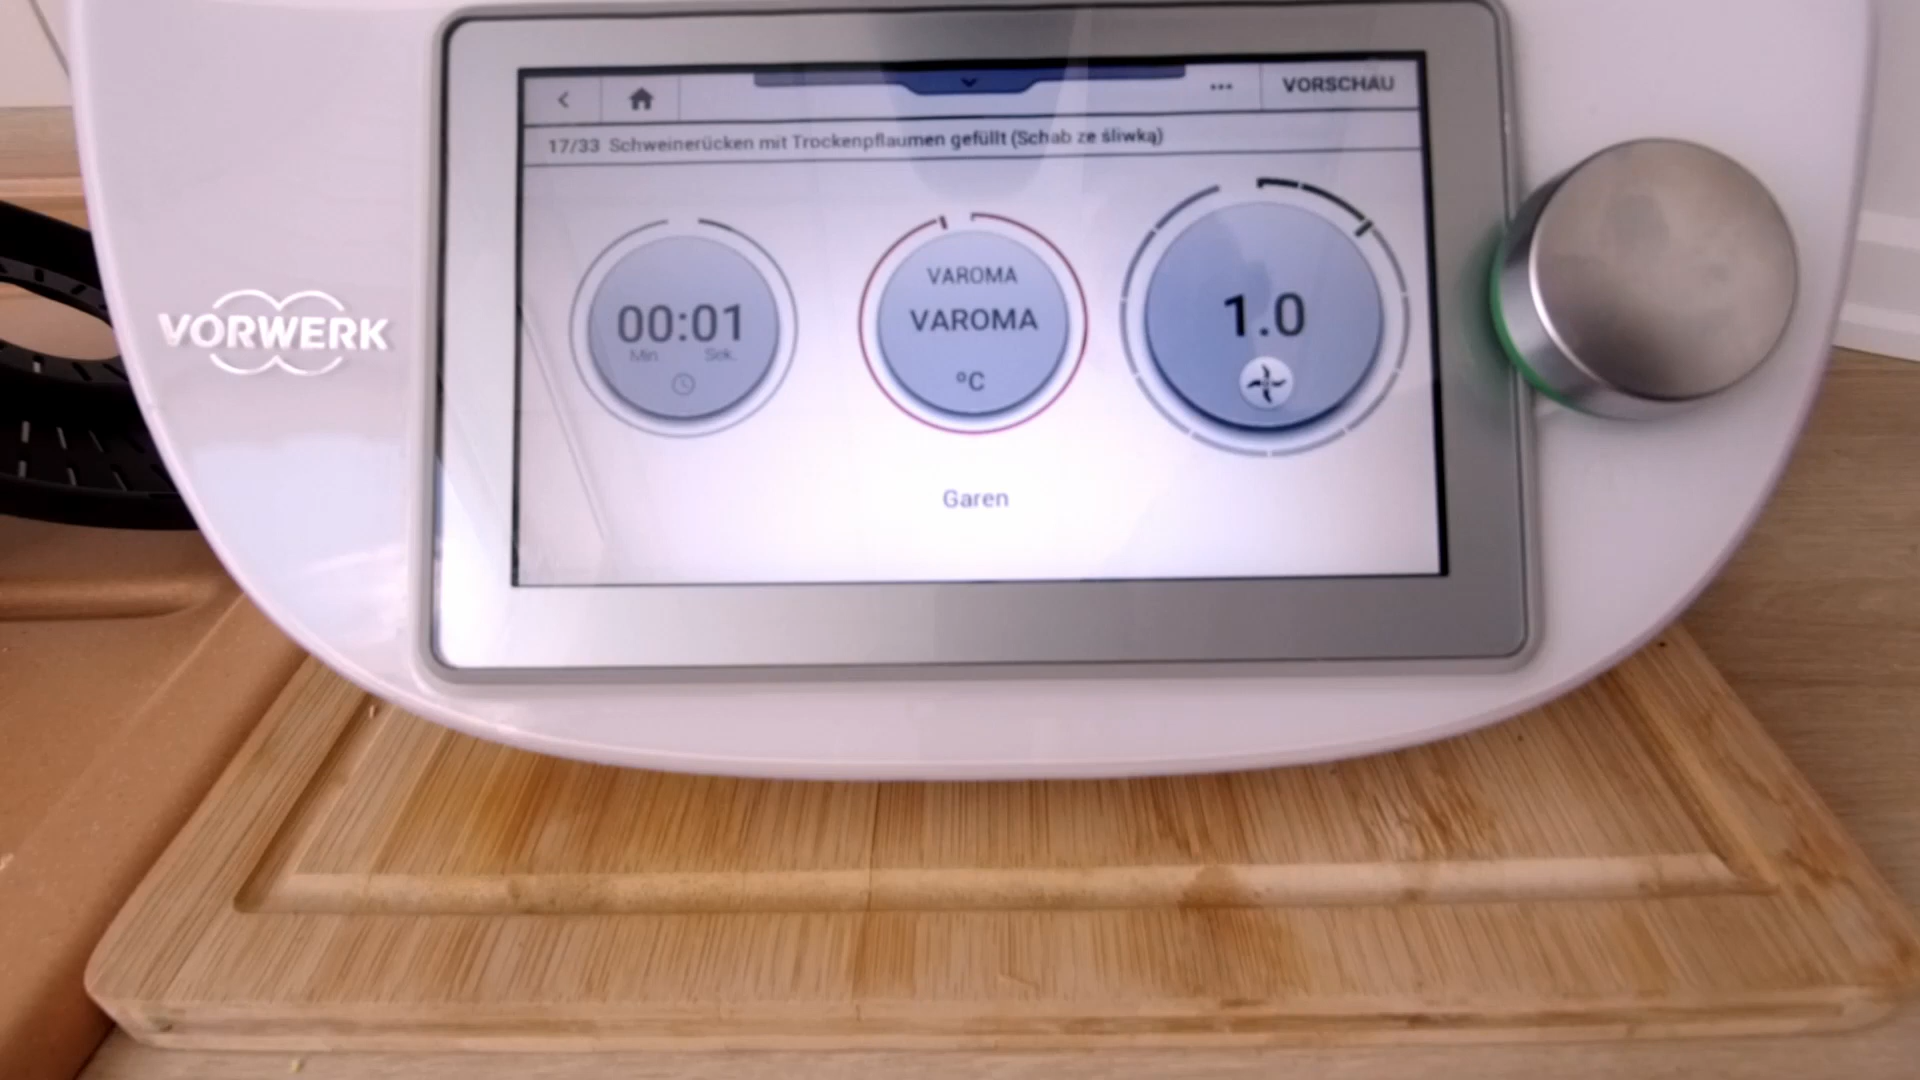 VORSCHAU
17/33 Schweinerücken mit Trockenpflaumen gefüllt (Schab ze śliwką)
00:01
Min Sek.
VAROMA
VAROMA
°C
1.0
VORWERK
Garen